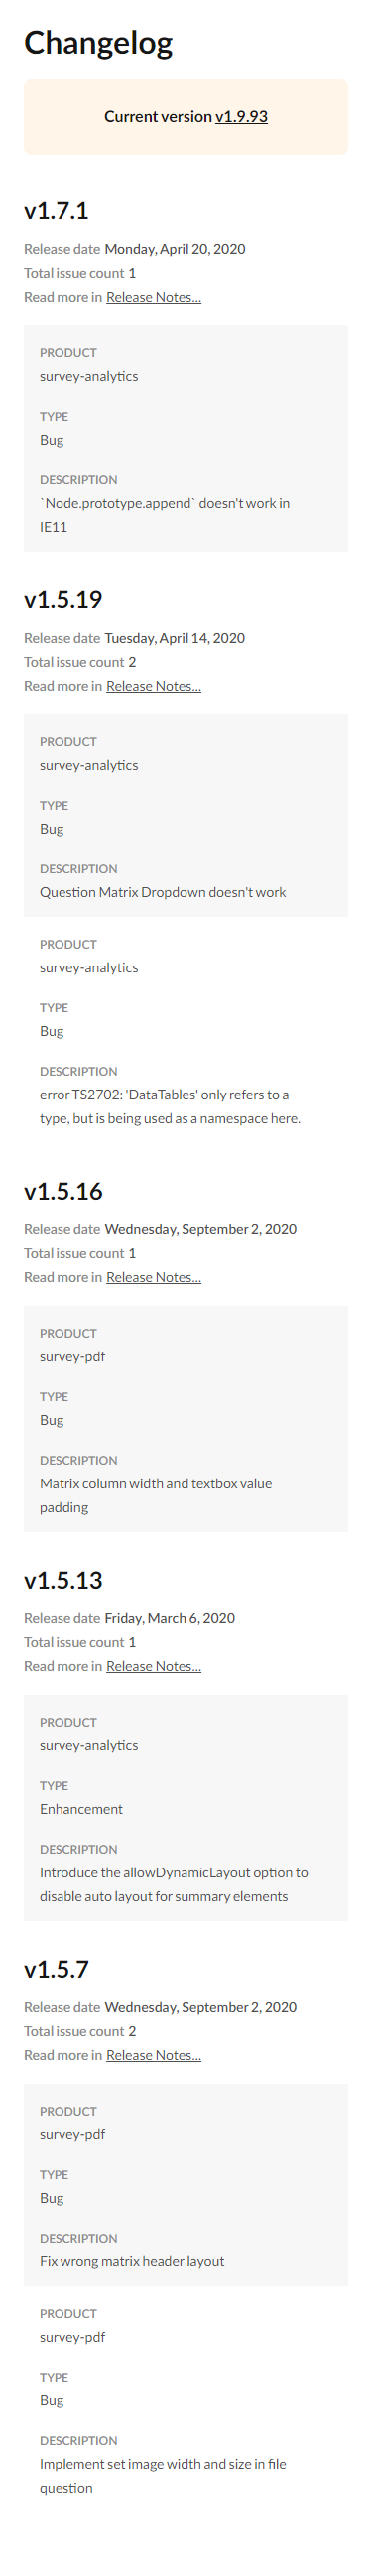 Changelog
Current version v1.9.93
v1.7.1
Release date Monday, April 20, 2020
Total issue count 1
Read more in Release Notes...
PRODUCT
survey-analytics
TYPE
Bug
DESCRIPTION
`Node.prototype.append` doesn't work in
IE11
v1.5.19
Release date Tuesday, April 14, 2020
Total issue count 2
Read more in Release Notes...
PRODUCT
survey-analytics
TYPE
Bug
DESCRIPTION
Question Matrix Dropdown doesn't work
PRODUCT
survey-analytics
TYPE
Bug
DESCRIPTION
error TS2702: 'DataTables' only refers to a
type, but is being used as a namespace here.
v1.5.16
Release date Wednesday, September 2, 2020
Total issue count 1
Read more in Release Notes...
PRODUCT
survey-pdf
TYPE
Bug
DESCRIPTION
Matrix column width and textbox value
padding
v1.5.13
Release date Friday, March 6, 2020
Total issue count 1
Read more in Release Notes...
PRODUCT
survey-analytics
TYPE
Enhancement
DESCRIPTION
Introduce the allowDynamicLayout option to
disable auto layout for summary elements
v1.5.7
Release date Wednesday, September 2, 2020
Total issue count 2
Read more in Release Notes...
PRODUCT
survey-pdf
TYPE
Bug
DESCRIPTION
Fix wrong matrix header layout
PRODUCT
survey-pdf
TYPE
Bug
DESCRIPTION
Implement set image width and size in file
question